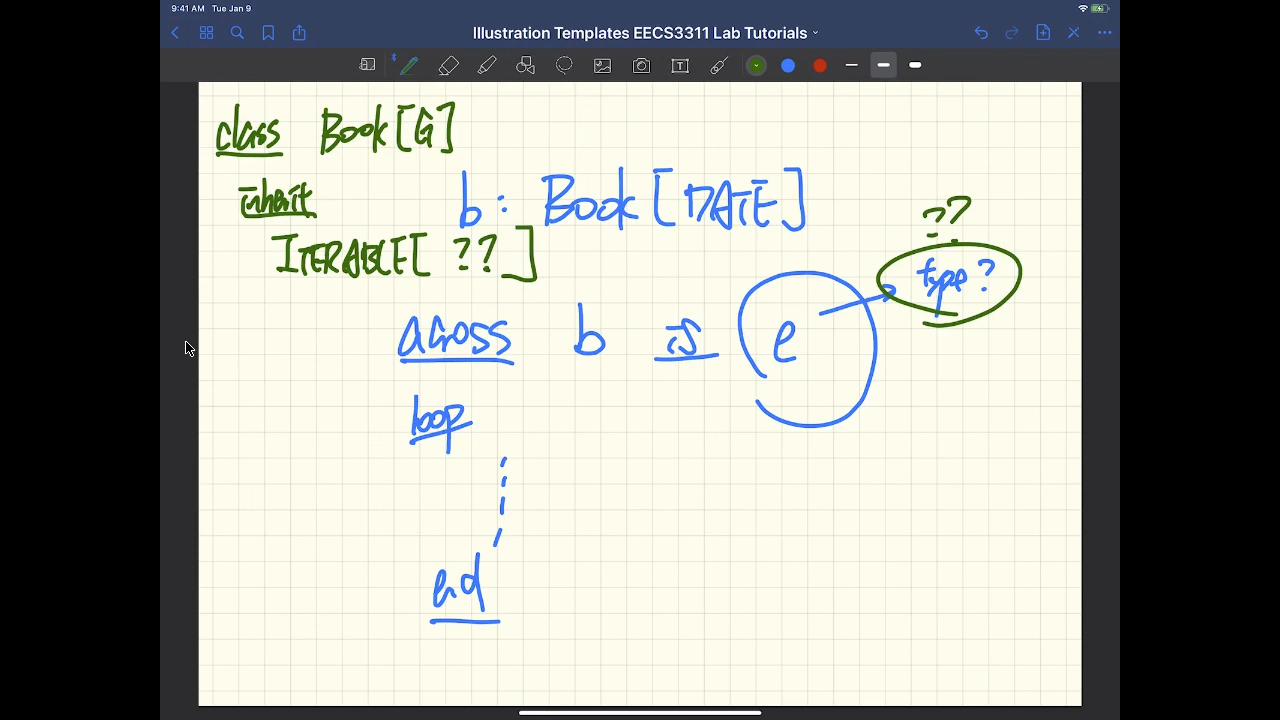 9:41 AM Tue Jan 9
Illustration Templates EECS3311 Lab Tutorials
class Book[G]
inherit
ITERABLE[ ?? ]
b: Book[DATE]
??
type?
across b is e
loop
end